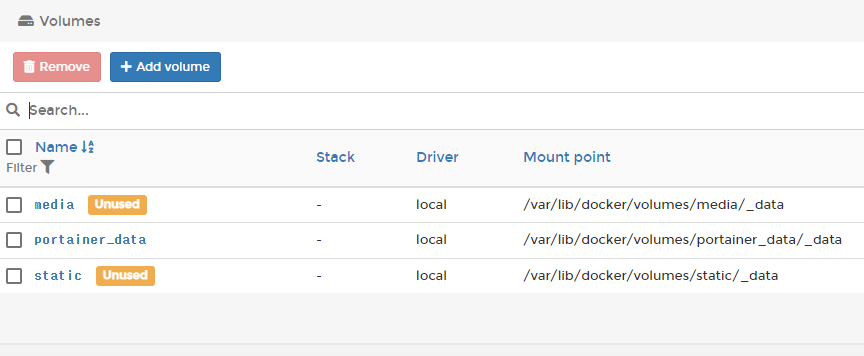 Volumes
Remove Add volume
Search...
Name Stack Driver Mount point
Filter
media Unused - local /var/lib/docker/volumes/media/_data
portainer_data - local /var/lib/docker/volumes/portainer_data/_data
static Unused - local /var/lib/docker/volumes/static/_data